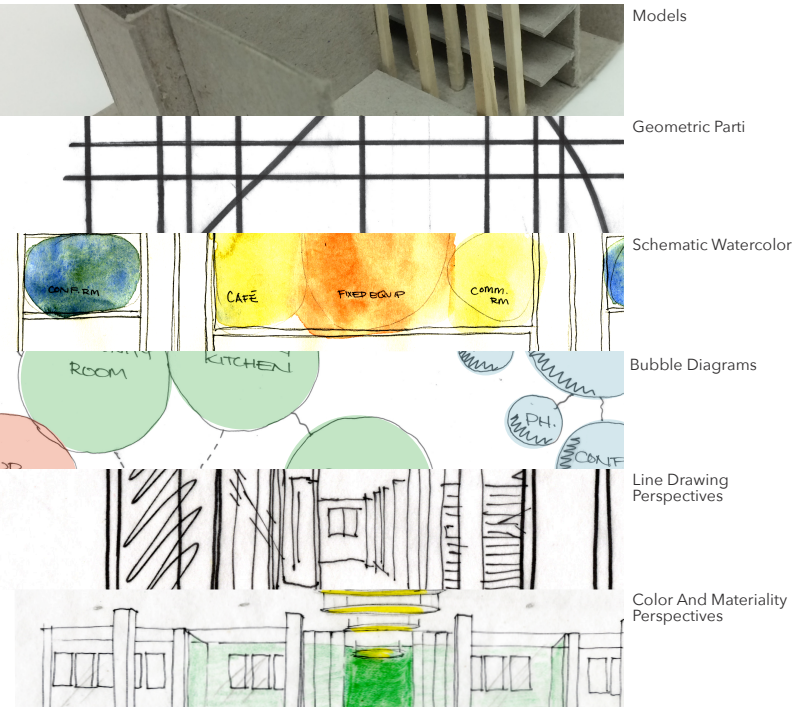 Models
Geometric Parti
Schematic Watercolor
CONF. RM
CAFÉ
FIXED EQUIP
COMM.
RM
Bubble Diagrams
ROOM
KITCHEN
PH.
CONF
Line Drawing
Perspectives
Color And Materiality
Perspectives